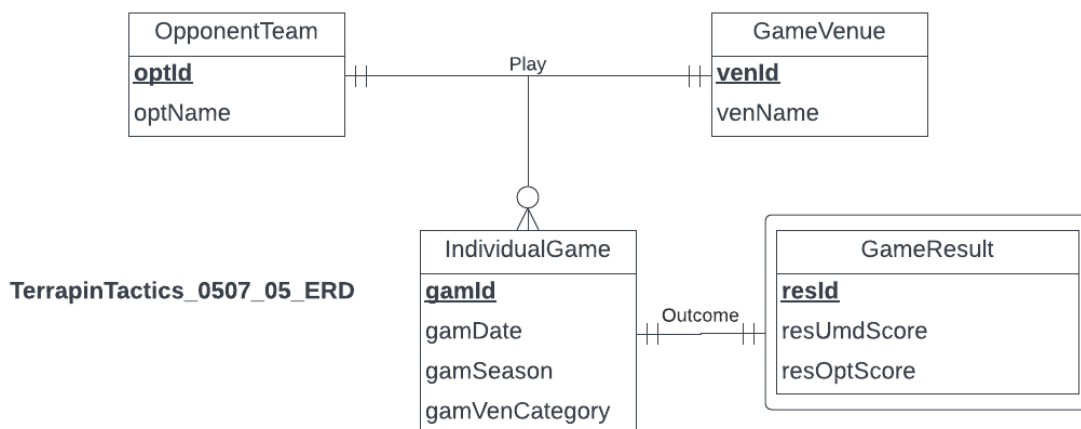 OpponentTeam
optId
optName
Play
GameVenue
venId
venName
TerrapinTactics_0507_05_ERD
IndividualGame
gamId
gamDate
gamSeason
gamVenCategory
Outcome
GameResult
resId
resUmdScore
resOptScore